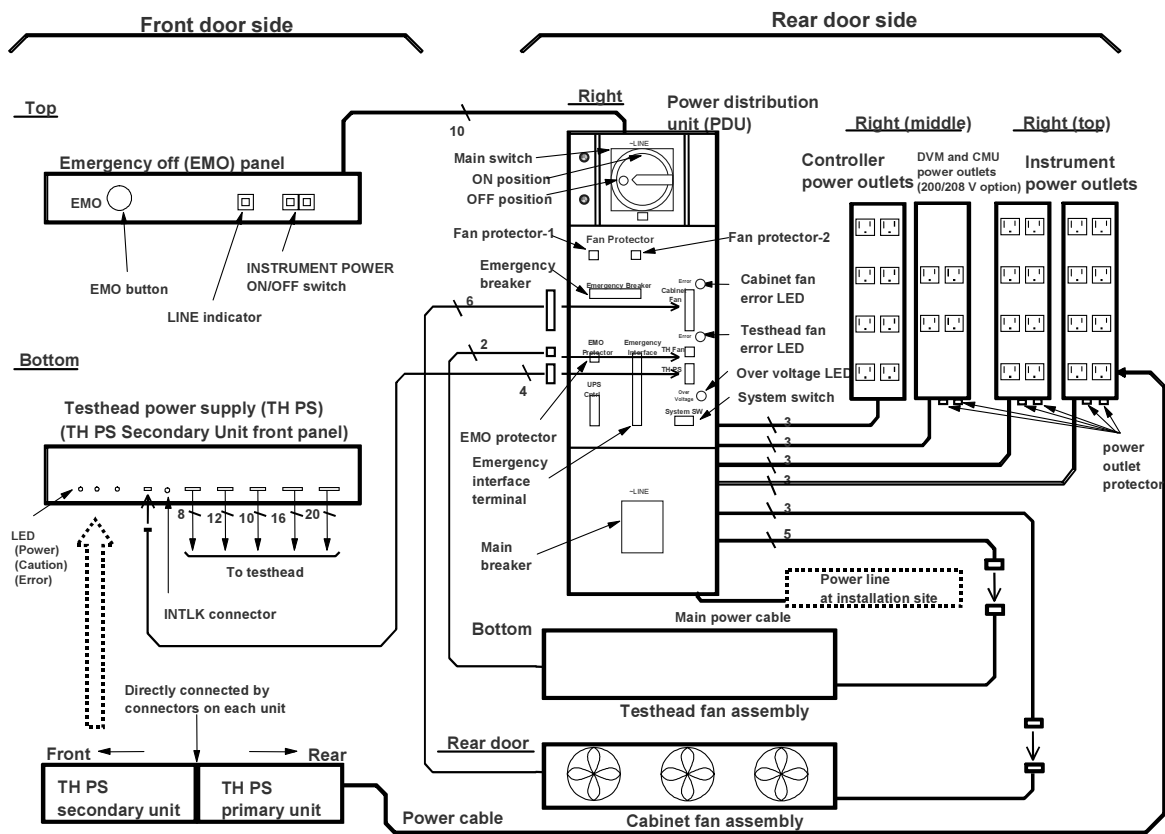 Front door side
Rear door side
Top
10
Right
Power distribution
unit (PDU)
Right (middle)
Right (top)
Emergency off (EMO) panel
EMO
EMO button
LINE indicator
INSTRUMENT POWER
ON/OFF switch
Main switch
ON position
OFF position
~LINE
Controller
power outlets
DVM and CMU
power outlets
(200/208 V option)
Instrument
power outlets
Fan protector-1
Fan Protector
Fan protector-2
Emergency
breaker
Emergency Breaker
Error
Cabinet
Fan
Cabinet fan
error LED
Error
Testhead fan
error LED
6
2
4
EMO
Protector
Emergency
Interface
TH Fan
TH PS
Over voltage LED
UPS
Cntrl
Over
Voltage
System switch
System SW
Bottom
Testhead power supply (TH PS)
(TH PS Secondary Unit front panel)
EMO protector
Emergency
interface
terminal
3
3
3
3
3
5
power
outlet
protector
8
12
10
16
20
LED
(Power)
(Caution)
(Error)
To testhead
INTLK connector
~LINE
Main
breaker
Power line
at installation site
Main power cable
Bottom
Testhead fan assembly
Directly connected by
connectors on each unit
Front
Rear
Rear door
TH PS
secondary unit
TH PS
primary unit
Power cable
Cabinet fan assembly